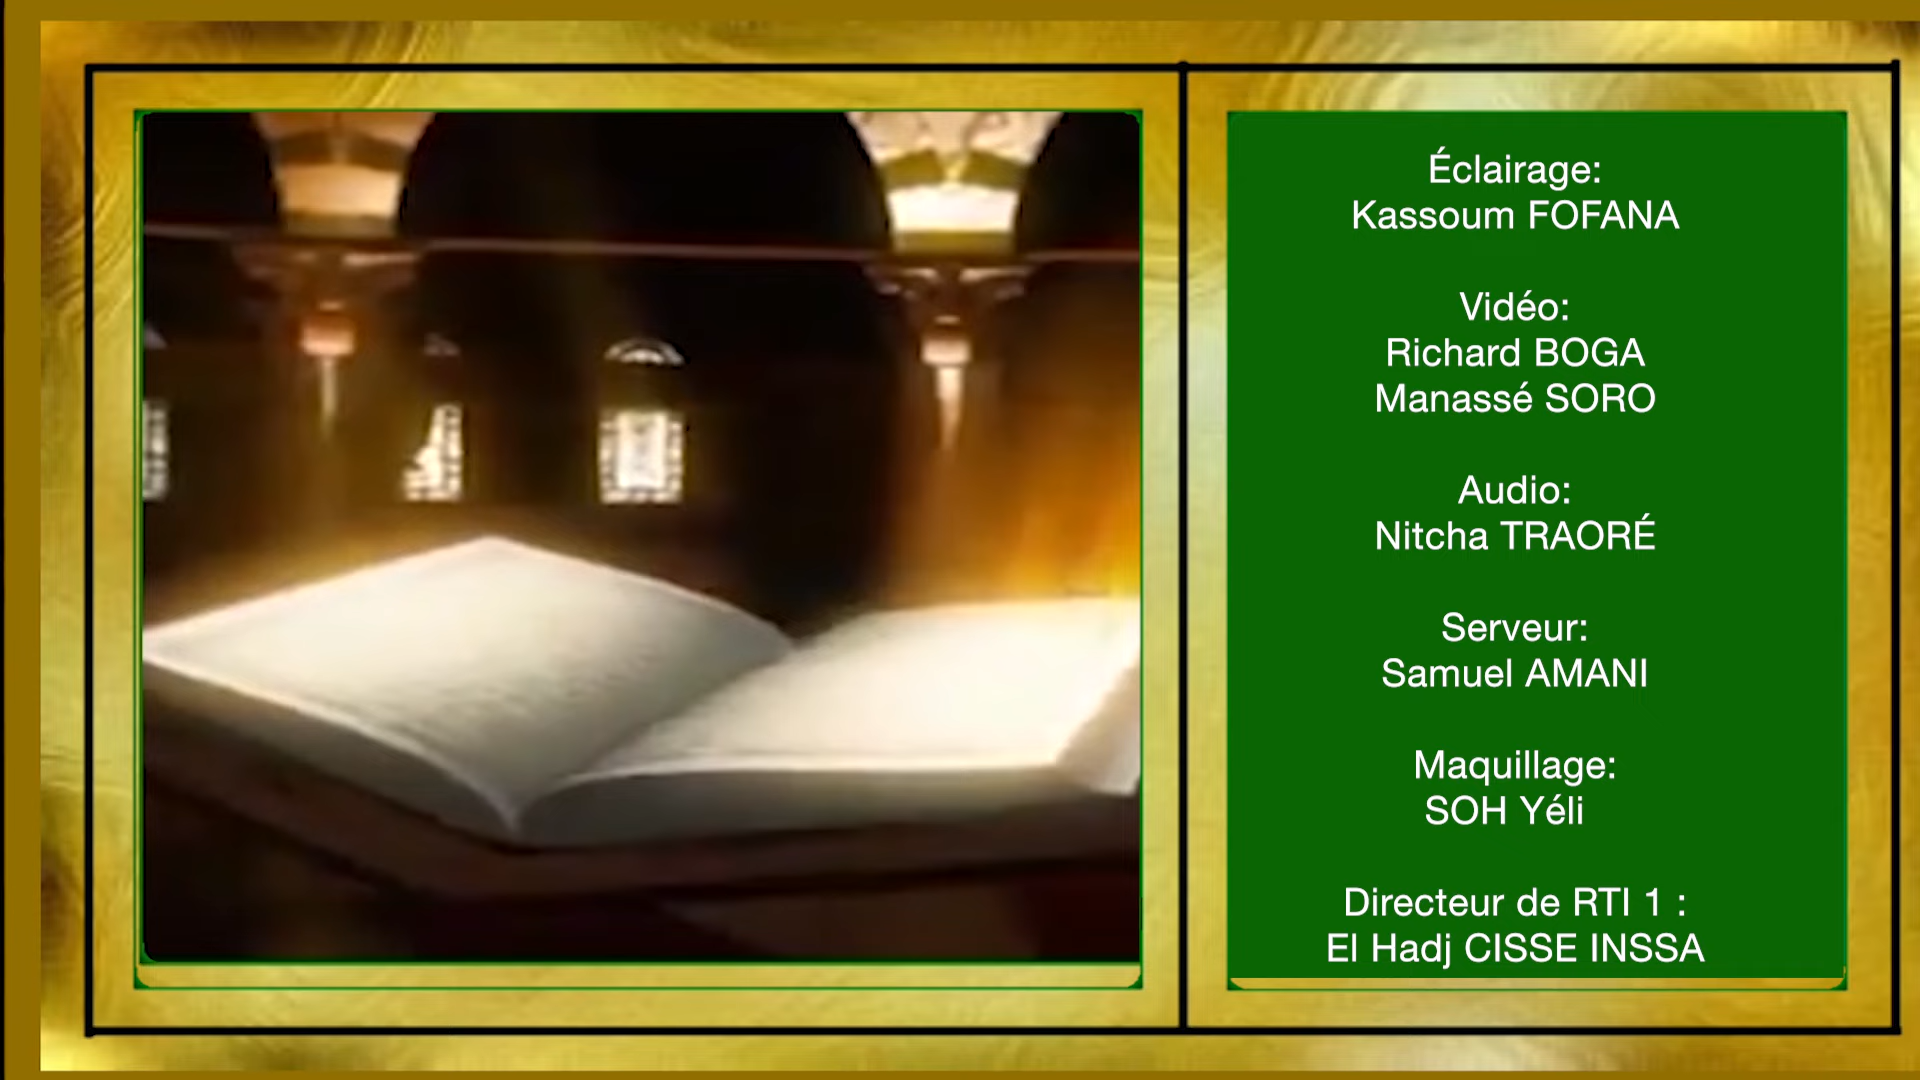 Éclairage:
Kassoum FOFANA
Vidéo:
Richard BOGA
Manassé SORO
Audio:
Nitcha TRAORÉ
Serveur:
Samuel AMANI
Maquillage:
SOH Yéli
Directeur de RTI 1 :
El Hadj CISSE INSSA